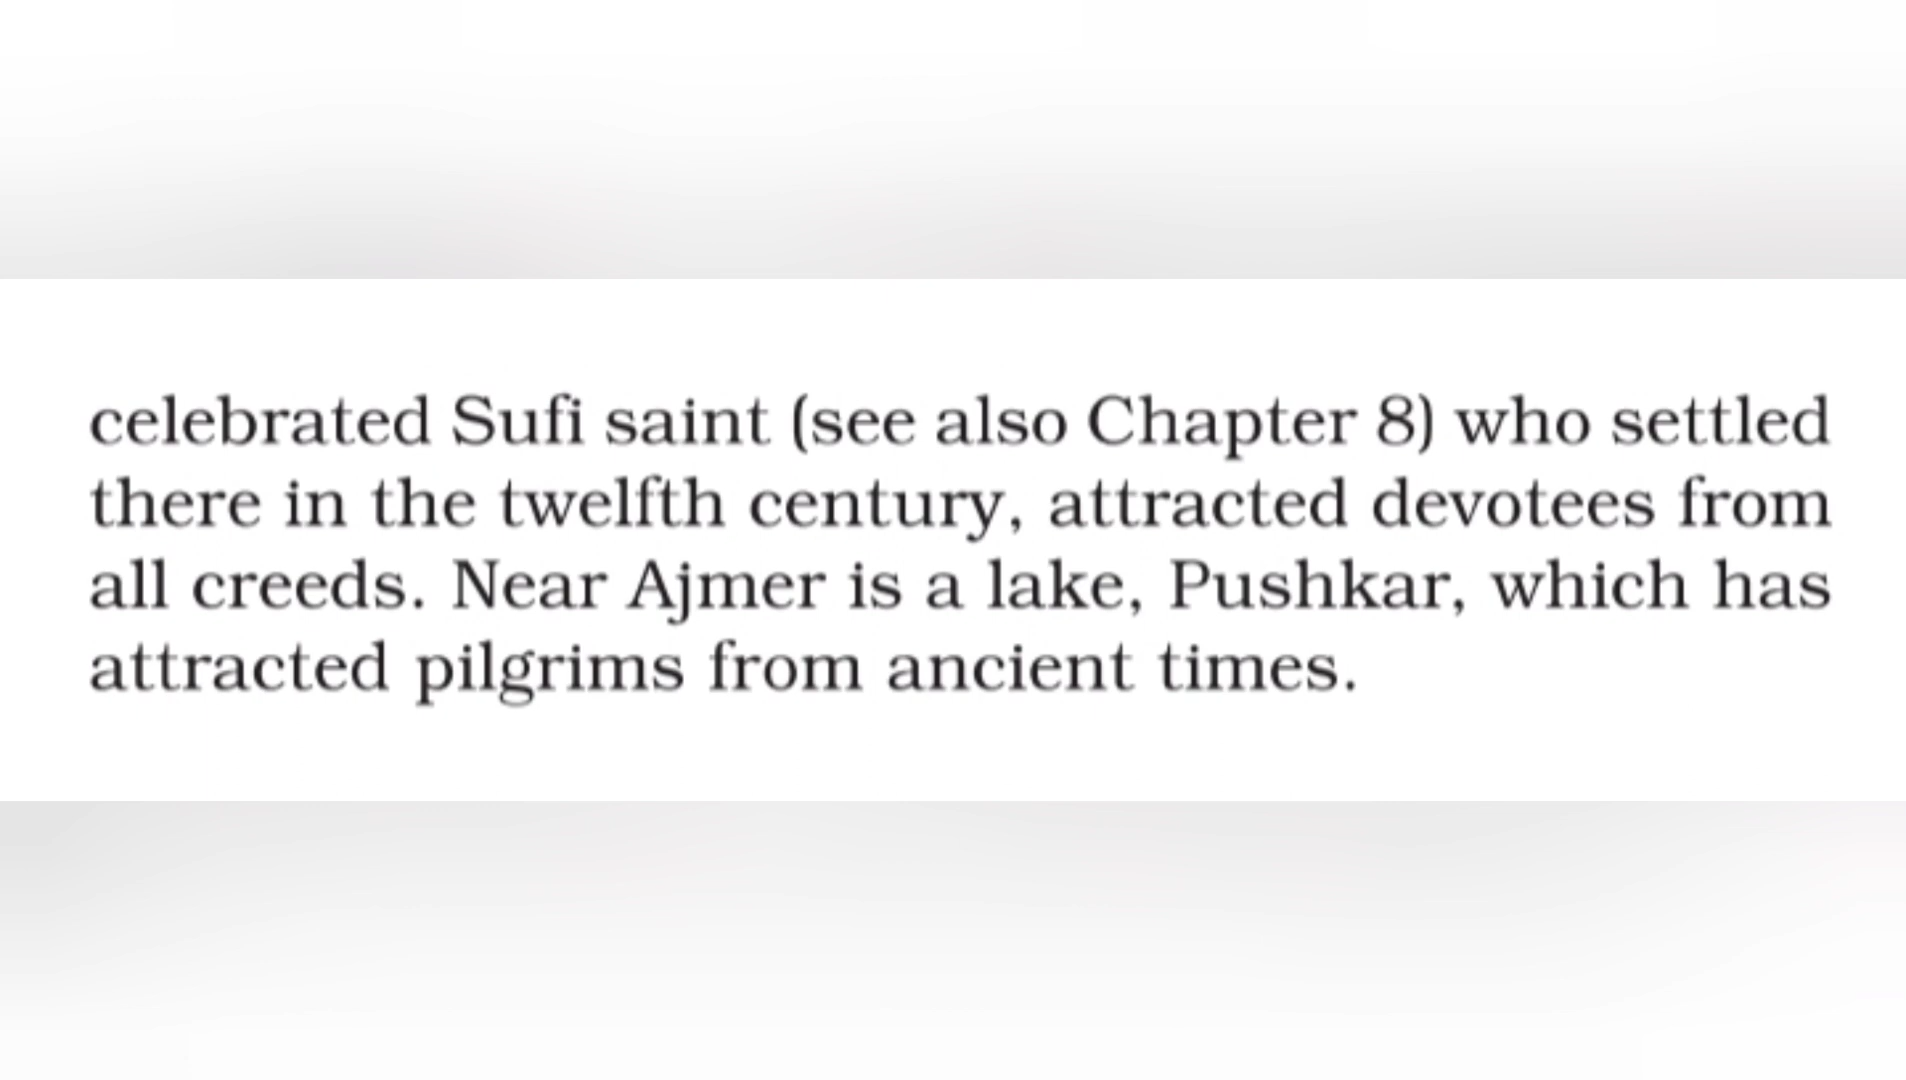 celebrated Sufi saint (see also Chapter 8) who settled
there in the twelfth century, attracted devotees from
all creeds. Near Ajmer is a lake, Pushkar, which has
attracted pilgrims from ancient times.